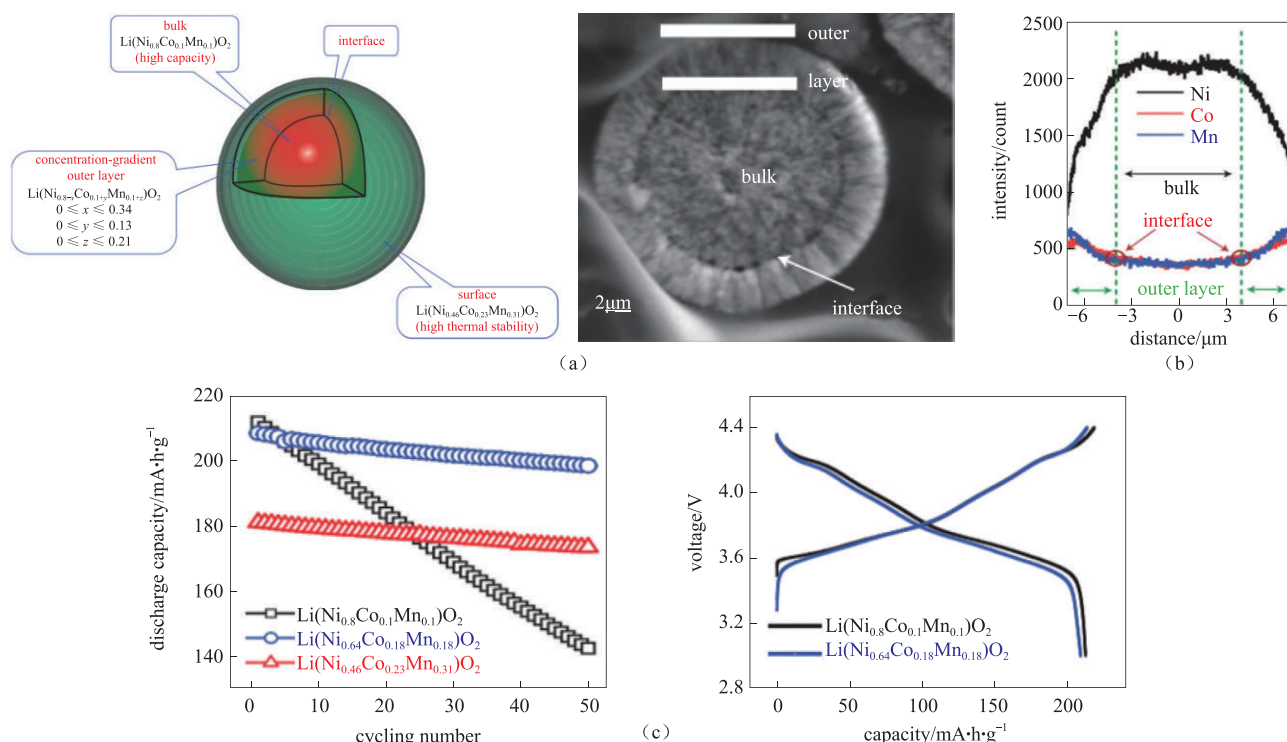 bulk
Li(Ni0.8Co0.1Mn0.1)O2
(high capacity)
interface
concentration-gradient
outer layer
Li(Ni0.8−xCo0.1+yMn0.1+z)O2
0 ≤ x ≤ 0.34
0 ≤ y ≤ 0.13
0 ≤ z ≤ 0.21
surface
Li(Ni0.46Co0.23Mn0.31)O2
(high thermal stability)
outer
layer
bulk
interface
2μm
(a)
2500
2000
1500
1000
500
0
intensity/count
Ni
Co
Mn
bulk
interface
outer layer
−6 −3 0 3 6
distance/μm
(b)
220
200
180
160
140
discharge capacity/mA•h•g−1
Li(Ni0.8Co0.1Mn0.1)O2
Li(Ni0.64Co0.18Mn0.18)O2
Li(Ni0.46Co0.23Mn0.31)O2
0 10 20 30 40 50
cycling number
4.4
4.0
3.6
3.2
2.8
voltage/V
Li(Ni0.8Co0.1Mn0.1)O2
Li(Ni0.64Co0.18Mn0.18)O2
0 50 100 150 200
capacity/mA•h•g−1
(c)